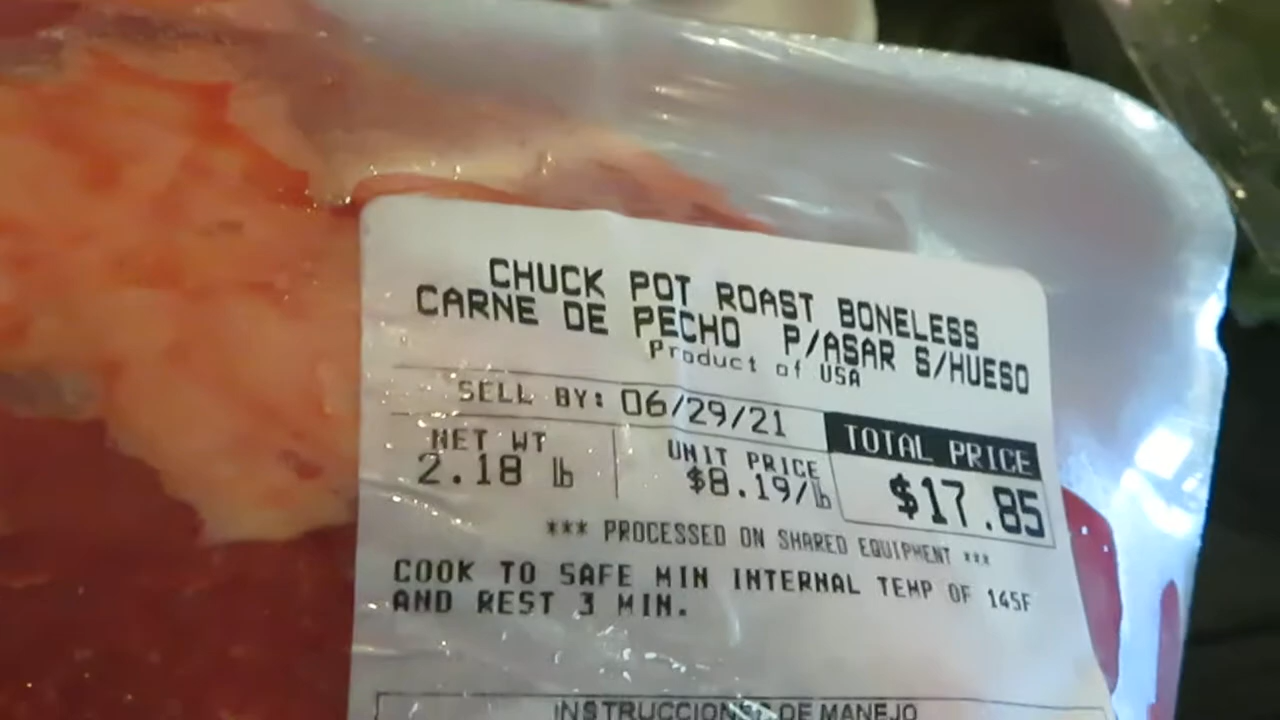 CHUCK POT ROAST BONELESS
CARNE DE PECHO P/ASAR S/HUESO
Product of USA
SELL BY: 06/29/21
TOTAL PRICE
NET WT
UNIT PRICE
2.18 lb
$8.19/lb
$17.85
*** PROCESSED ON SHARED EQUIPMENT ***
COOK TO SAFE MIN INTERNAL TEMP OF 145F
AND REST 3 MIN.
INSTRUCCIONES DE MANEJO